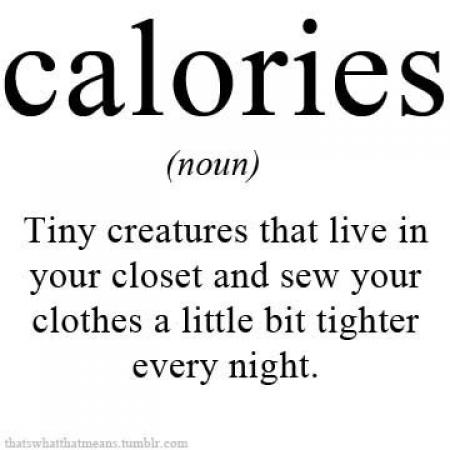 calories
(noun)
Tiny creatures that live in
your closet and sew your
clothes a little bit tighter
every night.
thatswhatthatmeans.tumblr.com